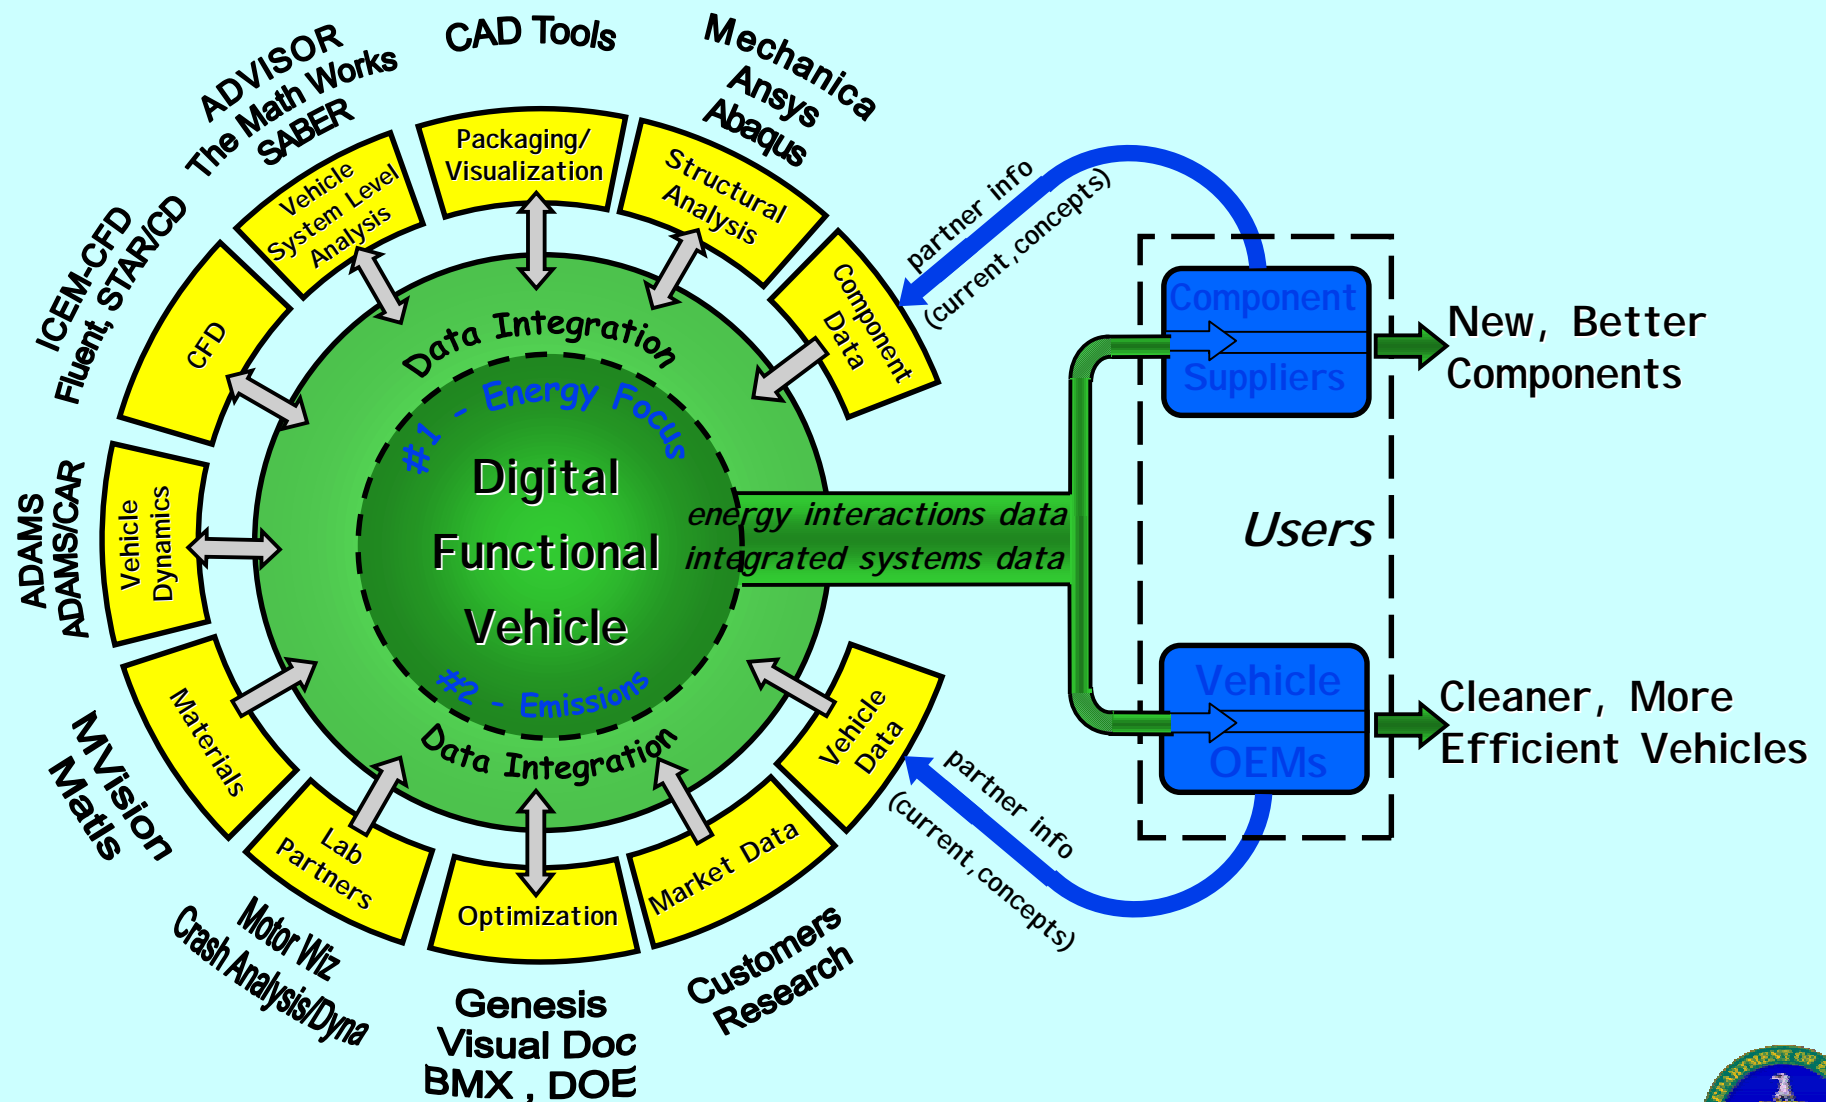 CAD Tools
Mechanica
Ansys
Abaqus
ADVISOR
The Math Works
SABER
ICEM-CFD
Fluent, STAR/CD
ADAMS
ADAMS/CAR
MVision
Matls
Motor Wiz
Crash Analysis/Dyna
Genesis
Visual Doc
BMX , DOE
Customers
Research
Packaging/
Visualization
Structural
Analysis
Component
Data
Vehicle
System Level
Analysis
CFD
Vehicle
Dynamics
Materials
Lab
Partners
Optimization
Market Data
Vehicle
Data
Data Integration
#1 - Energy Focus
Digital
Functional
Vehicle
#2 - Emissions
Data Integration
energy interactions data
integrated systems data
partner info
(current,concepts)
partner info
(current,concepts)
Component
Suppliers
Users
Vehicle
OEMs
New, Better
Components
Cleaner, More
Efficient Vehicles